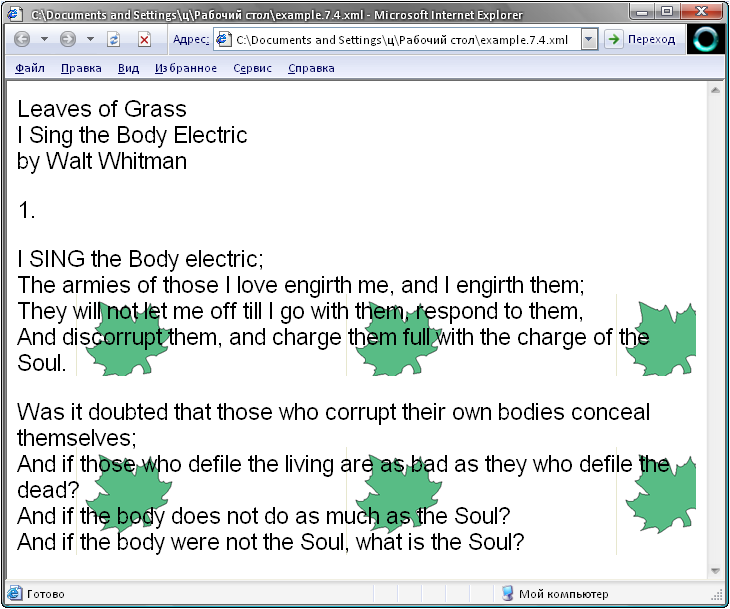 C:\Documents and Settings\ц\Рабочий стол\example.7.4.xml - Microsoft Internet Explorer
Адрес: C:\Documents and Settings\ц\Рабочий стол\example.7.4.xml Переход
Файл Правка Вид Избранное Сервис Справка
Leaves of Grass
I Sing the Body Electric
by Walt Whitman
1.
I SING the Body electric;
The armies of those I love engirth me, and I engirth them;
They will not let me off till I go with them, respond to them,
And discorrupt them, and charge them full with the charge of the
Soul.
Was it doubted that those who corrupt their own bodies conceal
themselves;
And if those who defile the living are as bad as they who defile the
dead?
And if the body does not do as much as the Soul?
And if the body were not the Soul, what is the Soul?
Готово Мой компьютер